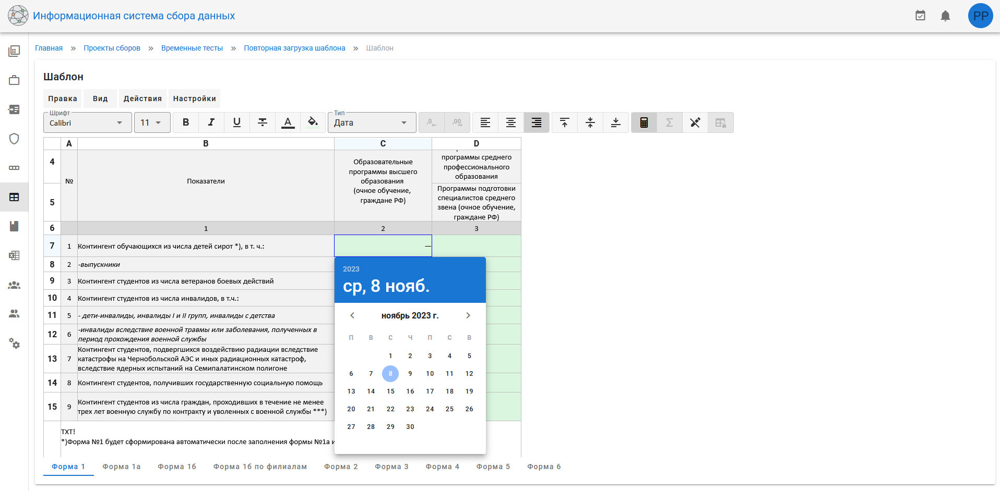 Информационная система сбора данных
PP
Главная » Проекты сборов » Временные тесты » Повторная загрузка шаблона » Шаблон
Шаблон
Правка Вид Действия Настройки
Шрифт Тип
Calibri 11 B I U A Дата ,0 ,00 Σ
A B C D
4
№
Показатели
Образовательные
программы высшего
образования
(очное обучение,
граждане РФ)
программы среднего
профессионального
образования
5
Программы подготовки
специалистов среднего
звена (очное обучение,
граждане РФ)
6 1 2 3
7 1 Контингент обучающихся из числа детей сирот *), в т. ч.: —
8 2 -выпускники
9 3 Контингент студентов из числа ветеранов боевых действий
10 4 Контингент студентов из числа инвалидов, в т.ч.:
11 5 - дети-инвалиды, инвалиды I и II групп, инвалиды с детства
12 6 -инвалиды вследствие военной травмы или заболевания, полученных в
период прохождения военной службы
13 7 Контингент студентов, подвергшихся воздействию радиации вследствие
катастрофы на Чернобольской АЭС и иных радиационных катастроф,
вследствие ядерных испытаний на Семипалатинском полигоне
14 8 Контингент студентов, получивших государственную социальную помощь
15 9 Контингент студентов из числа граждан, проходивших в течение не менее
трех лет военную службу по контракту и уволенных с военной службы ***)
TXT!
*)Форма №1 будет сформирована автоматически после заполнения формы №1а и
2023
ср, 8 нояб.
ноябрь 2023 г.
П В С Ч П С В
1 2 3 4 5
6 7 8 9 10 11 12
13 14 15 16 17 18 19
20 21 22 23 24 25 26
27 28 29 30
Форма 1 Форма 1а Форма 1б Форма 1б по филиалам Форма 2 Форма 3 Форма 4 Форма 5 Форма 6